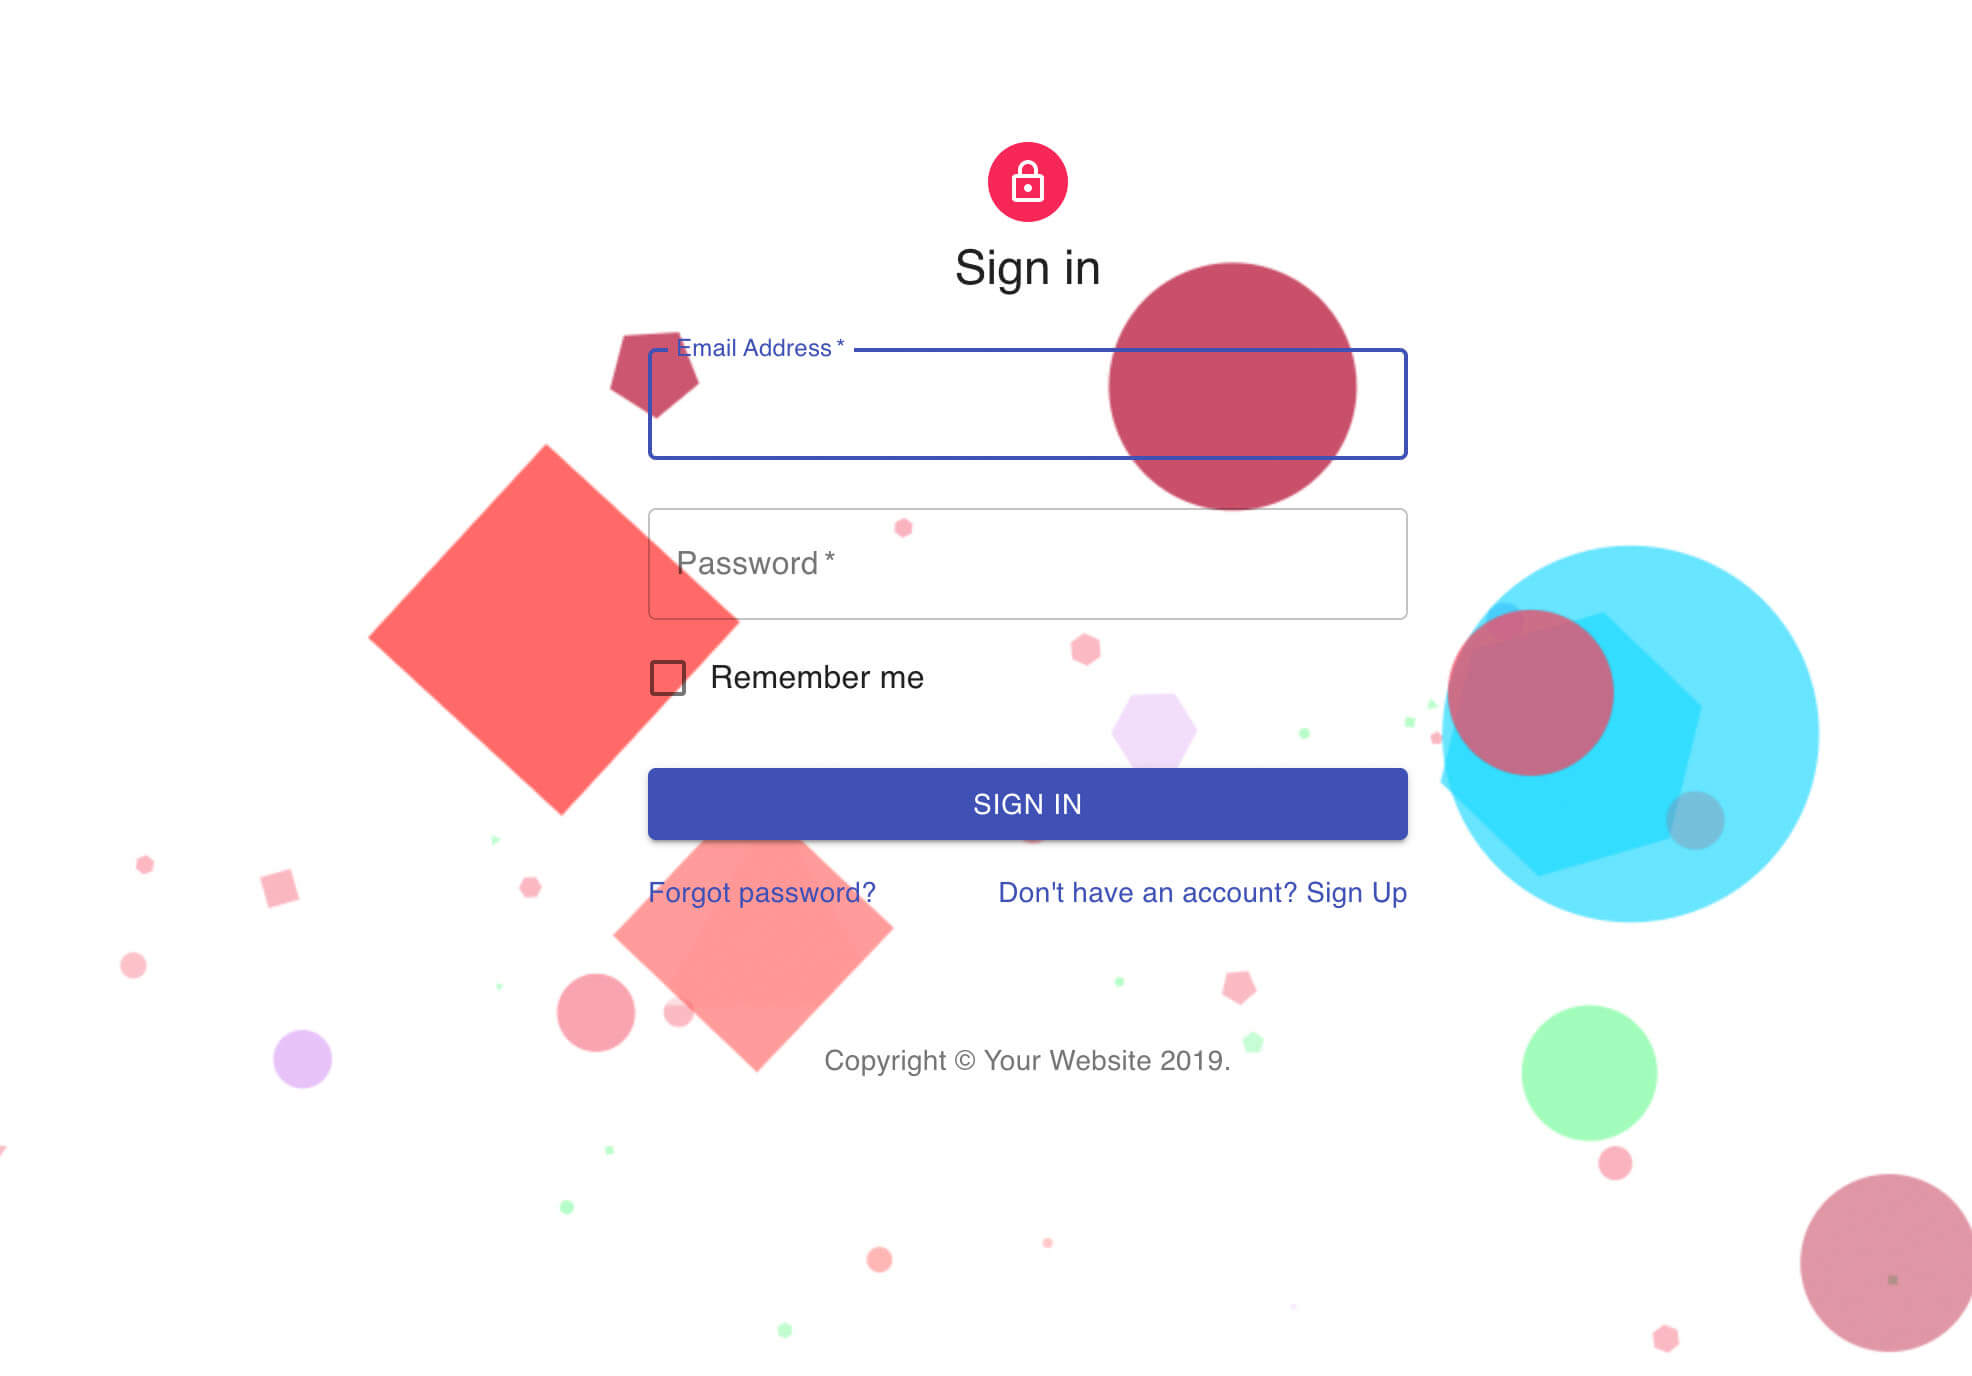 Sign in
Email Address *
Password *
Remember me
SIGN IN
Forgot password? Don't have an account? Sign Up
Copyright © Your Website 2019.